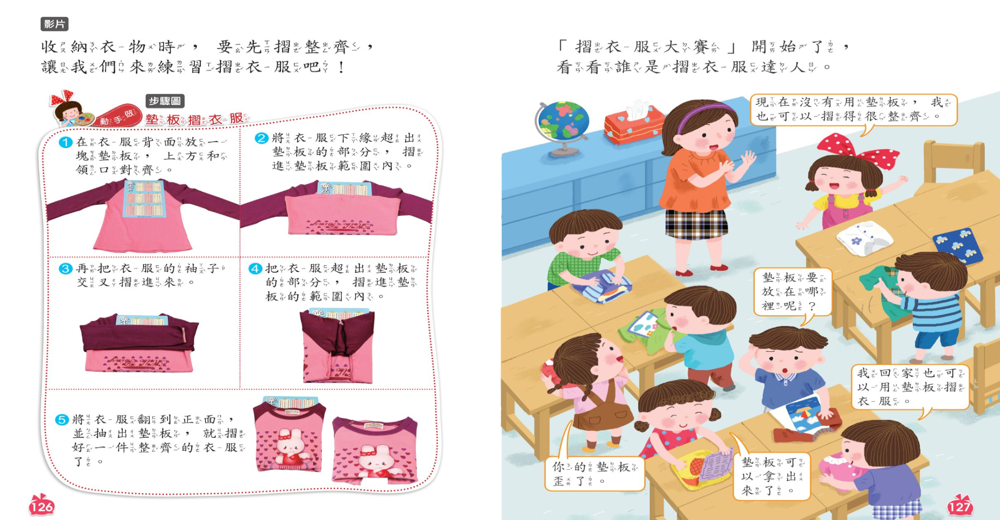 影片
收納衣物時，要先摺整齊，
讓我們來練習摺衣服吧！
步驟圖
動手做
墊板摺衣服
1 在衣服背面放一
塊墊板，上方和
領口對齊。
2 將衣服下緣超出
墊板的部分，摺
進墊板範圍內。
3 再把衣服的袖子
交叉摺進來。
4 把衣服超出墊板
的部分，摺進墊
板的範圍內。
5 將衣服翻到正面，
並抽出墊板，就摺
好一件整齊的衣服
了。
126
「摺衣服大賽」開始了，
看看誰是摺衣服達人。
現在沒有用墊板，我
也可以摺得很整齊。
墊板要
放在哪
裡呢？
我回家也可
以用墊板摺
衣服。
你的墊板
歪了。
墊板可
以拿出
來了。
127